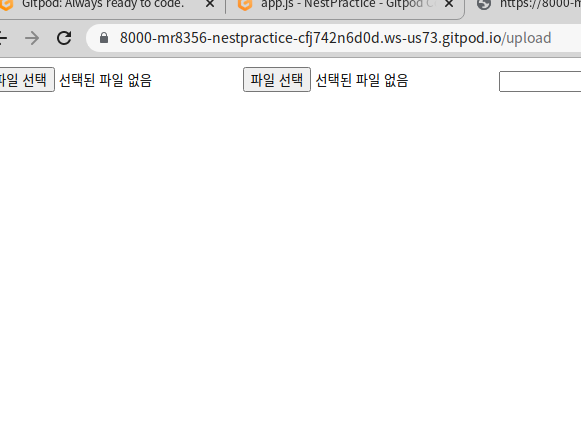 Gitpod: Always ready to code.
app.js - NestPractice - Gitpod C
https://8000-m
8000-mr8356-nestpractice-cfj742n6d0d.ws-us73.gitpod.io/upload
파일 선택 선택된 파일 없음
파일 선택 선택된 파일 없음